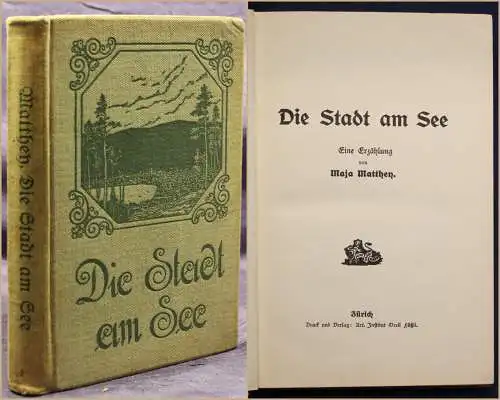 Matthey Die Stadt am See
Die Stadt
am See
Die Stadt am See
Eine Erzählung
von
Maja Matthey.
Zürich
Druck und Verlag: Art. Institut Orell Füßli.